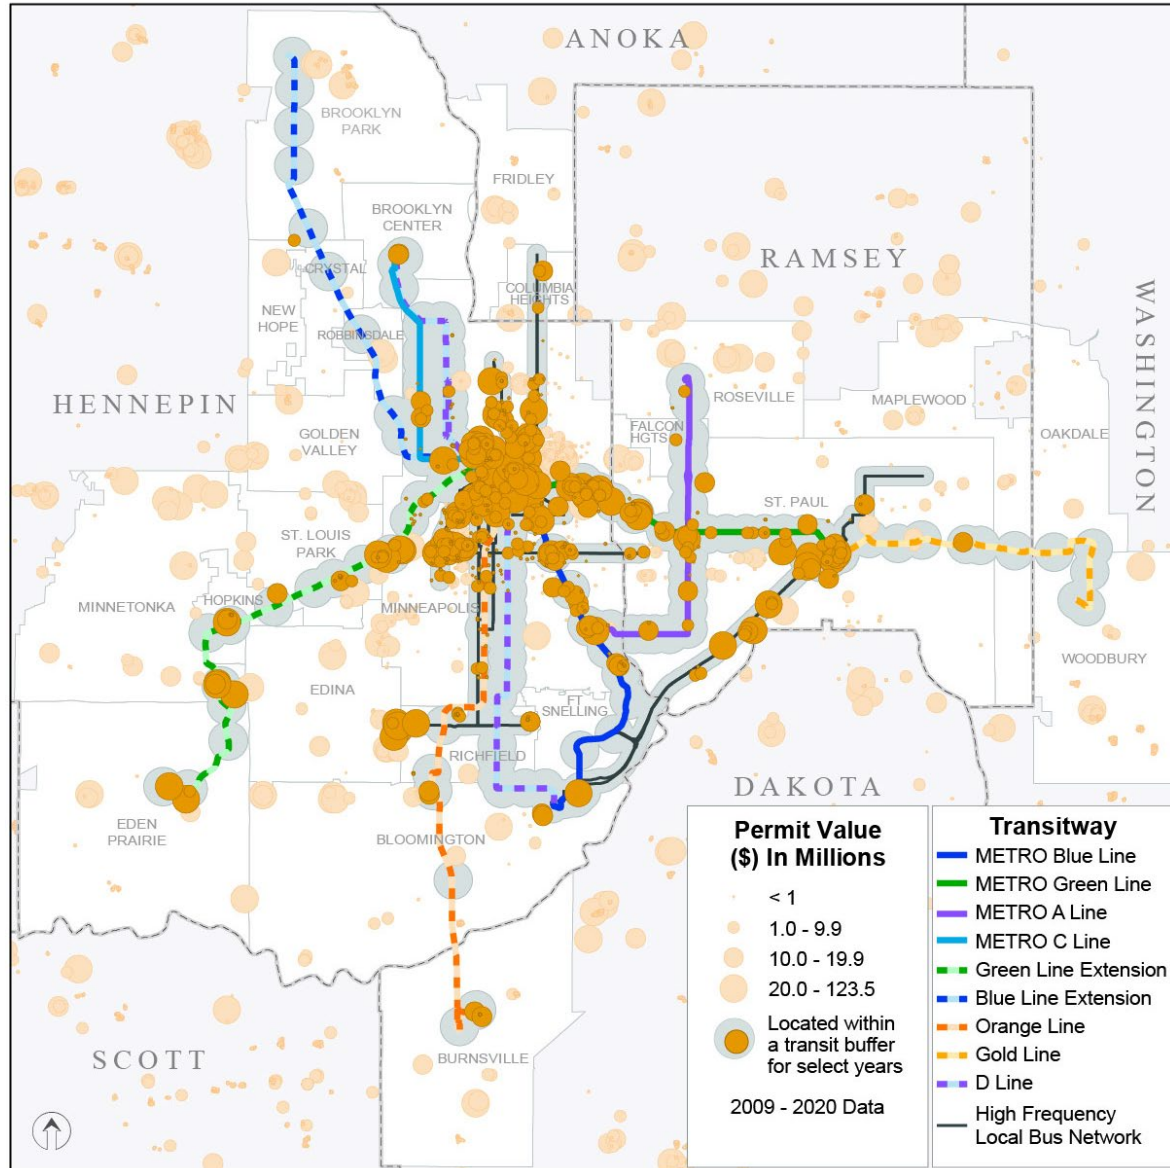 ANOKA
BROOKLYN
PARK
FRIDLEY
BROOKLYN
CENTER
RAMSEY
CRYSTAL
COLUMBIA
HEIGHTS
WASHINGTON
NEW
HOPE
ROBBINSDALE
HENNEPIN
ROSEVILLE
MAPLEWOOD
GOLDEN
VALLEY
FALCON
HGTS
OAKDALE
ST. PAUL
ST. LOUIS
PARK
MINNETONKA
HOPKINS
MINNEAPOLIS
WOODBURY
EDINA
FT
SNELLING
RICHFIELD
DAKOTA
EDEN
PRAIRIE
BLOOMINGTON
SCOTT
BURNSVILLE
Permit Value
($) In Millions
< 1
1.0 - 9.9
10.0 - 19.9
20.0 - 123.5
Located within
a transit buffer
for select years
2009 - 2020 Data
Transitway
METRO Blue Line
METRO Green Line
METRO A Line
METRO C Line
Green Line Extension
Blue Line Extension
Orange Line
Gold Line
D Line
High Frequency
Local Bus Network